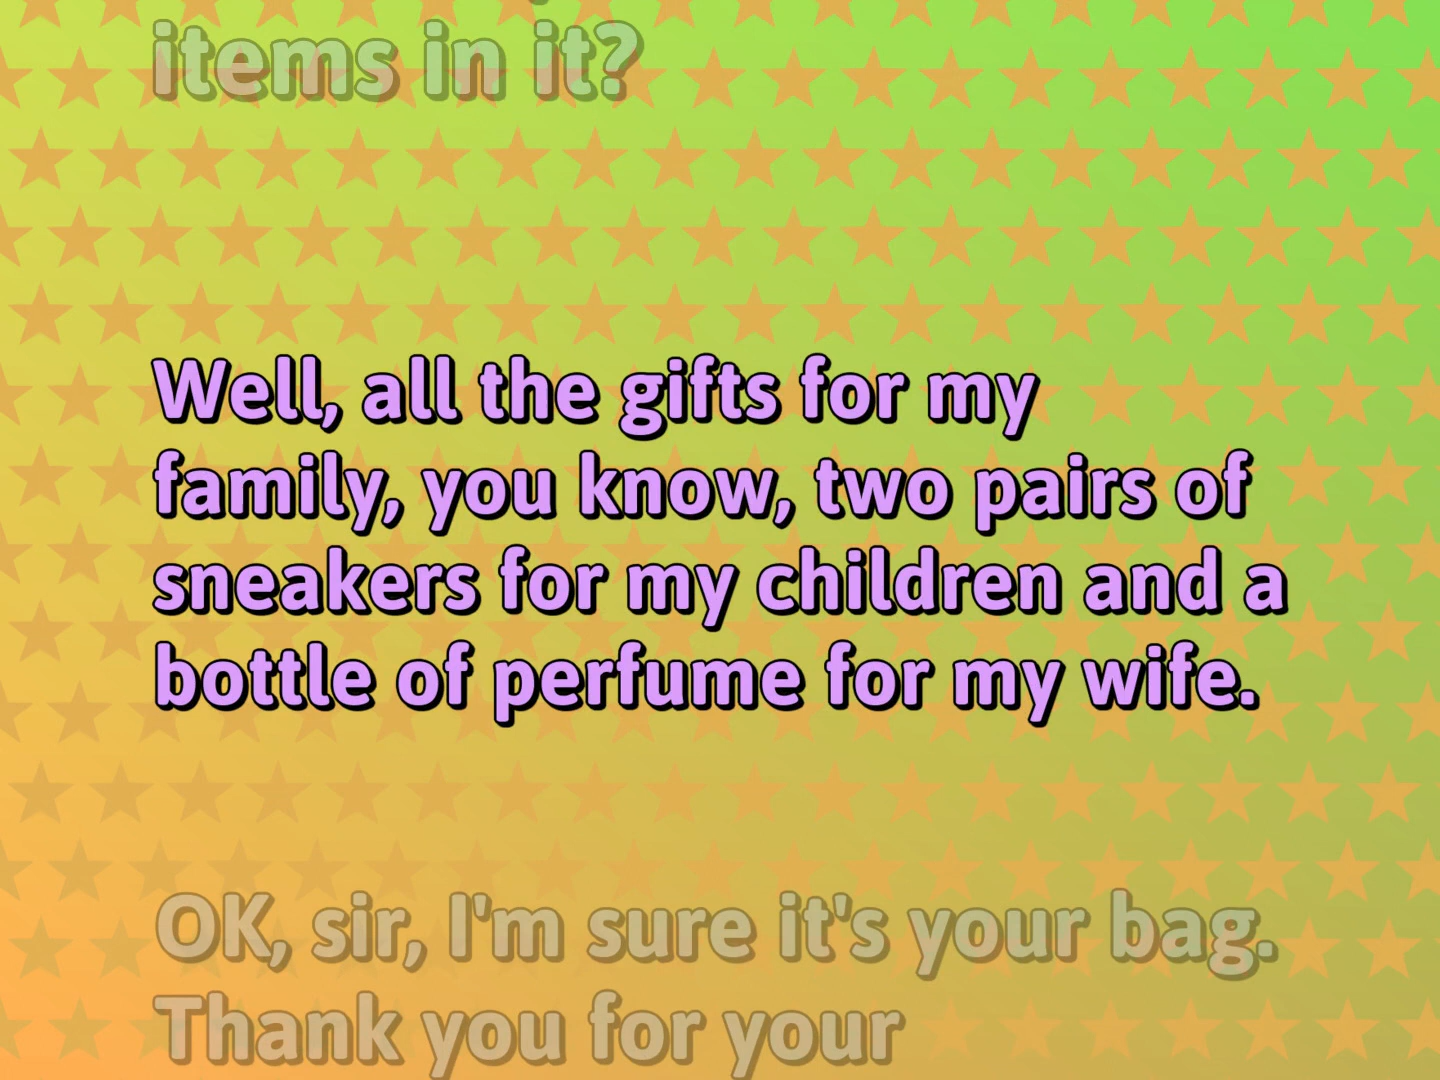 items in it?
Well, all the gifts for my
family, you know, two pairs of
sneakers for my children and a
bottle of perfume for my wife.
OK, sir, I'm sure it's your bag.
Thank you for your